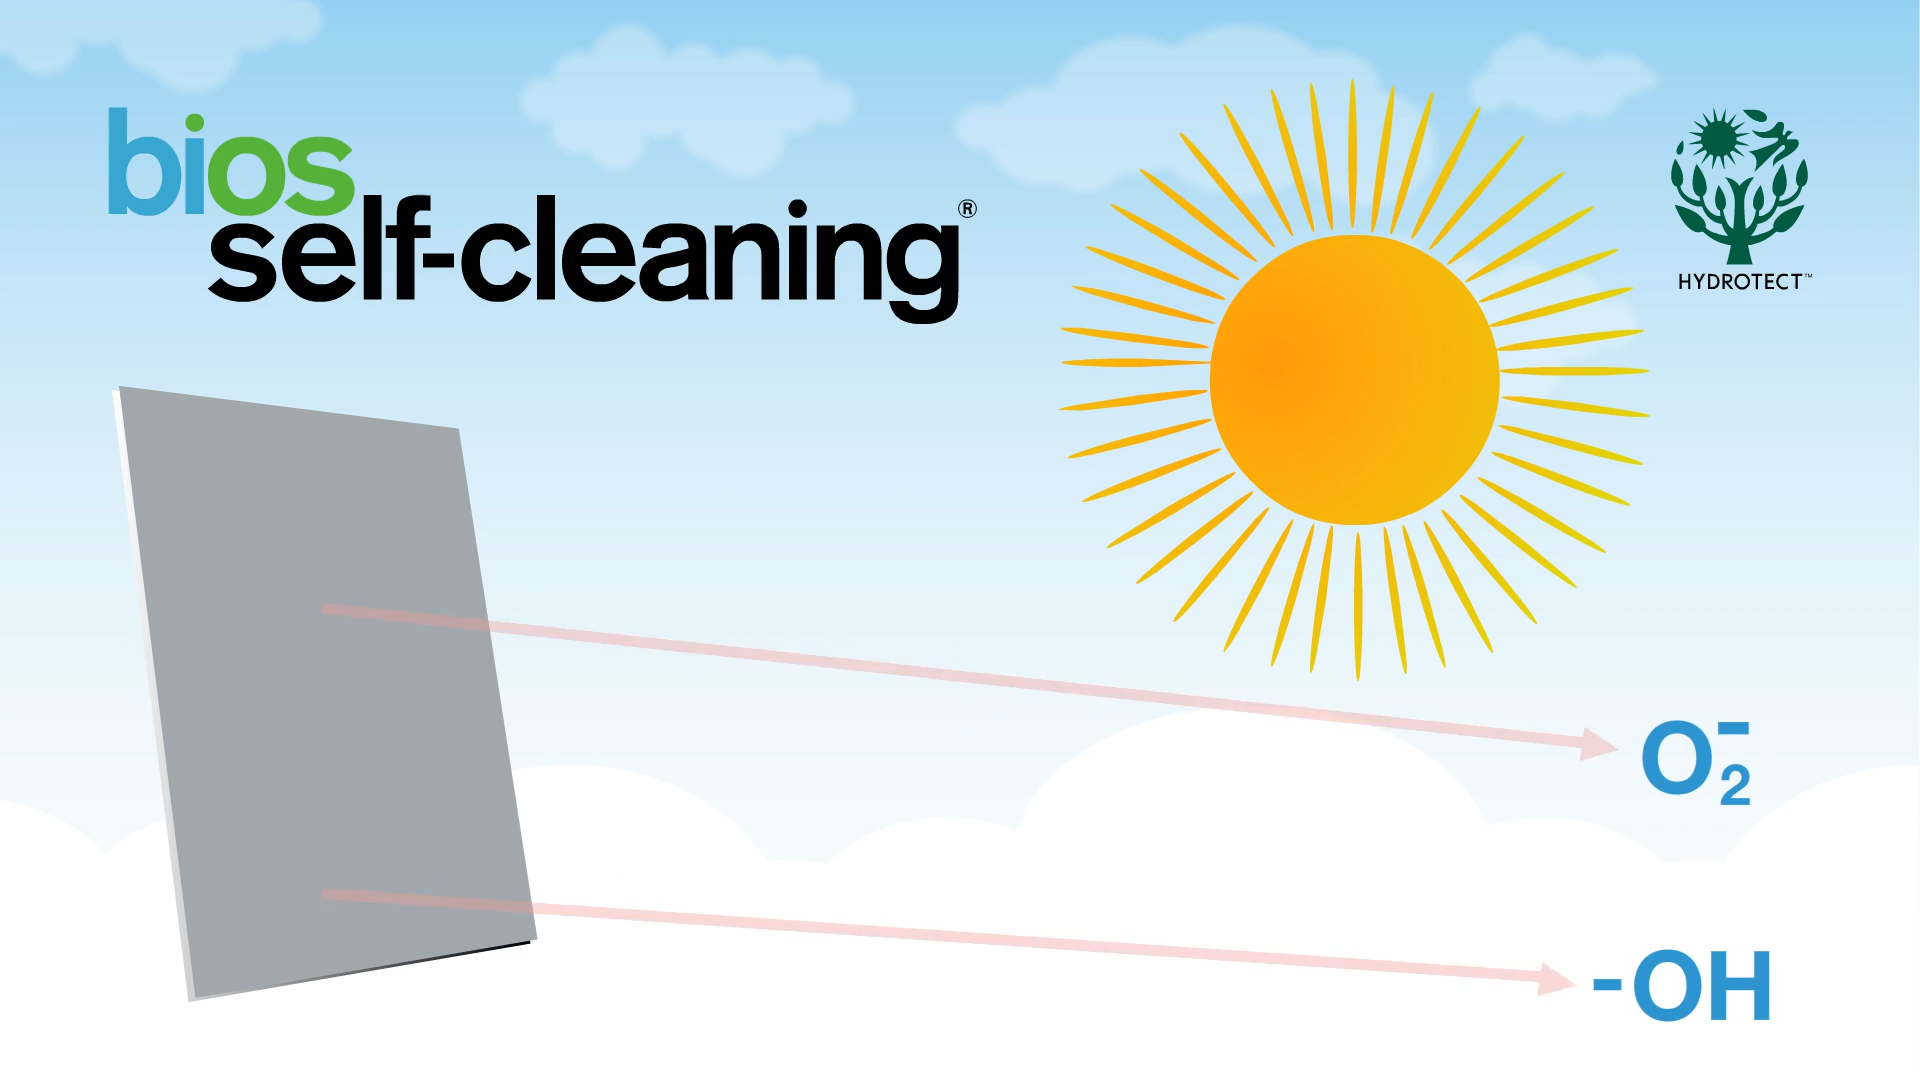 bios
self-cleaning®
HYDROTECT™
O₂⁻
-OH